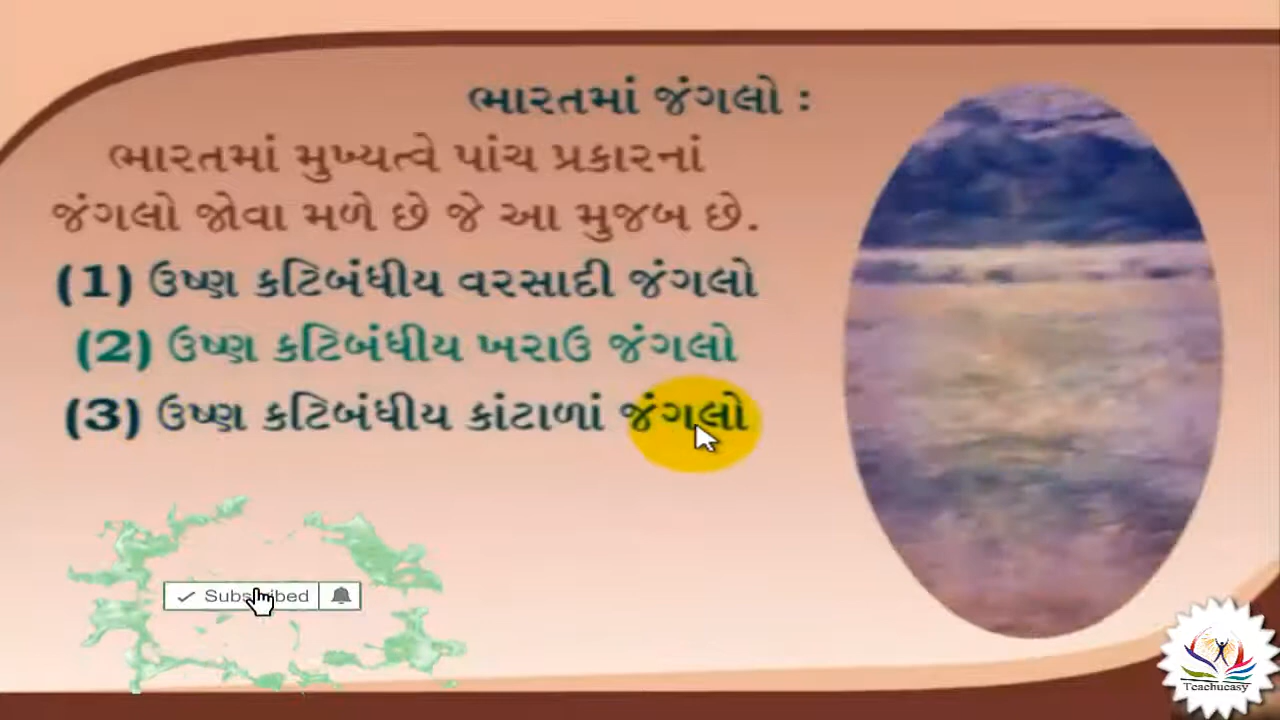 ભારતમાં જંગલો :
ભારતમાં મુખ્યત્વે પાંચ પ્રકારનાં
જંગલો જોવા મળે છે જે આ મુજબ છે.
(1) ઉષ્ણ કટિબંધીય વરસાદી જંગલો
(2) ઉષ્ણ કટિબંધીય ખરાઉ જંગલો
(3) ઉષ્ણ કટિબંધીય કાંટાળાં જંગલો
Subscribed
Teachueasy